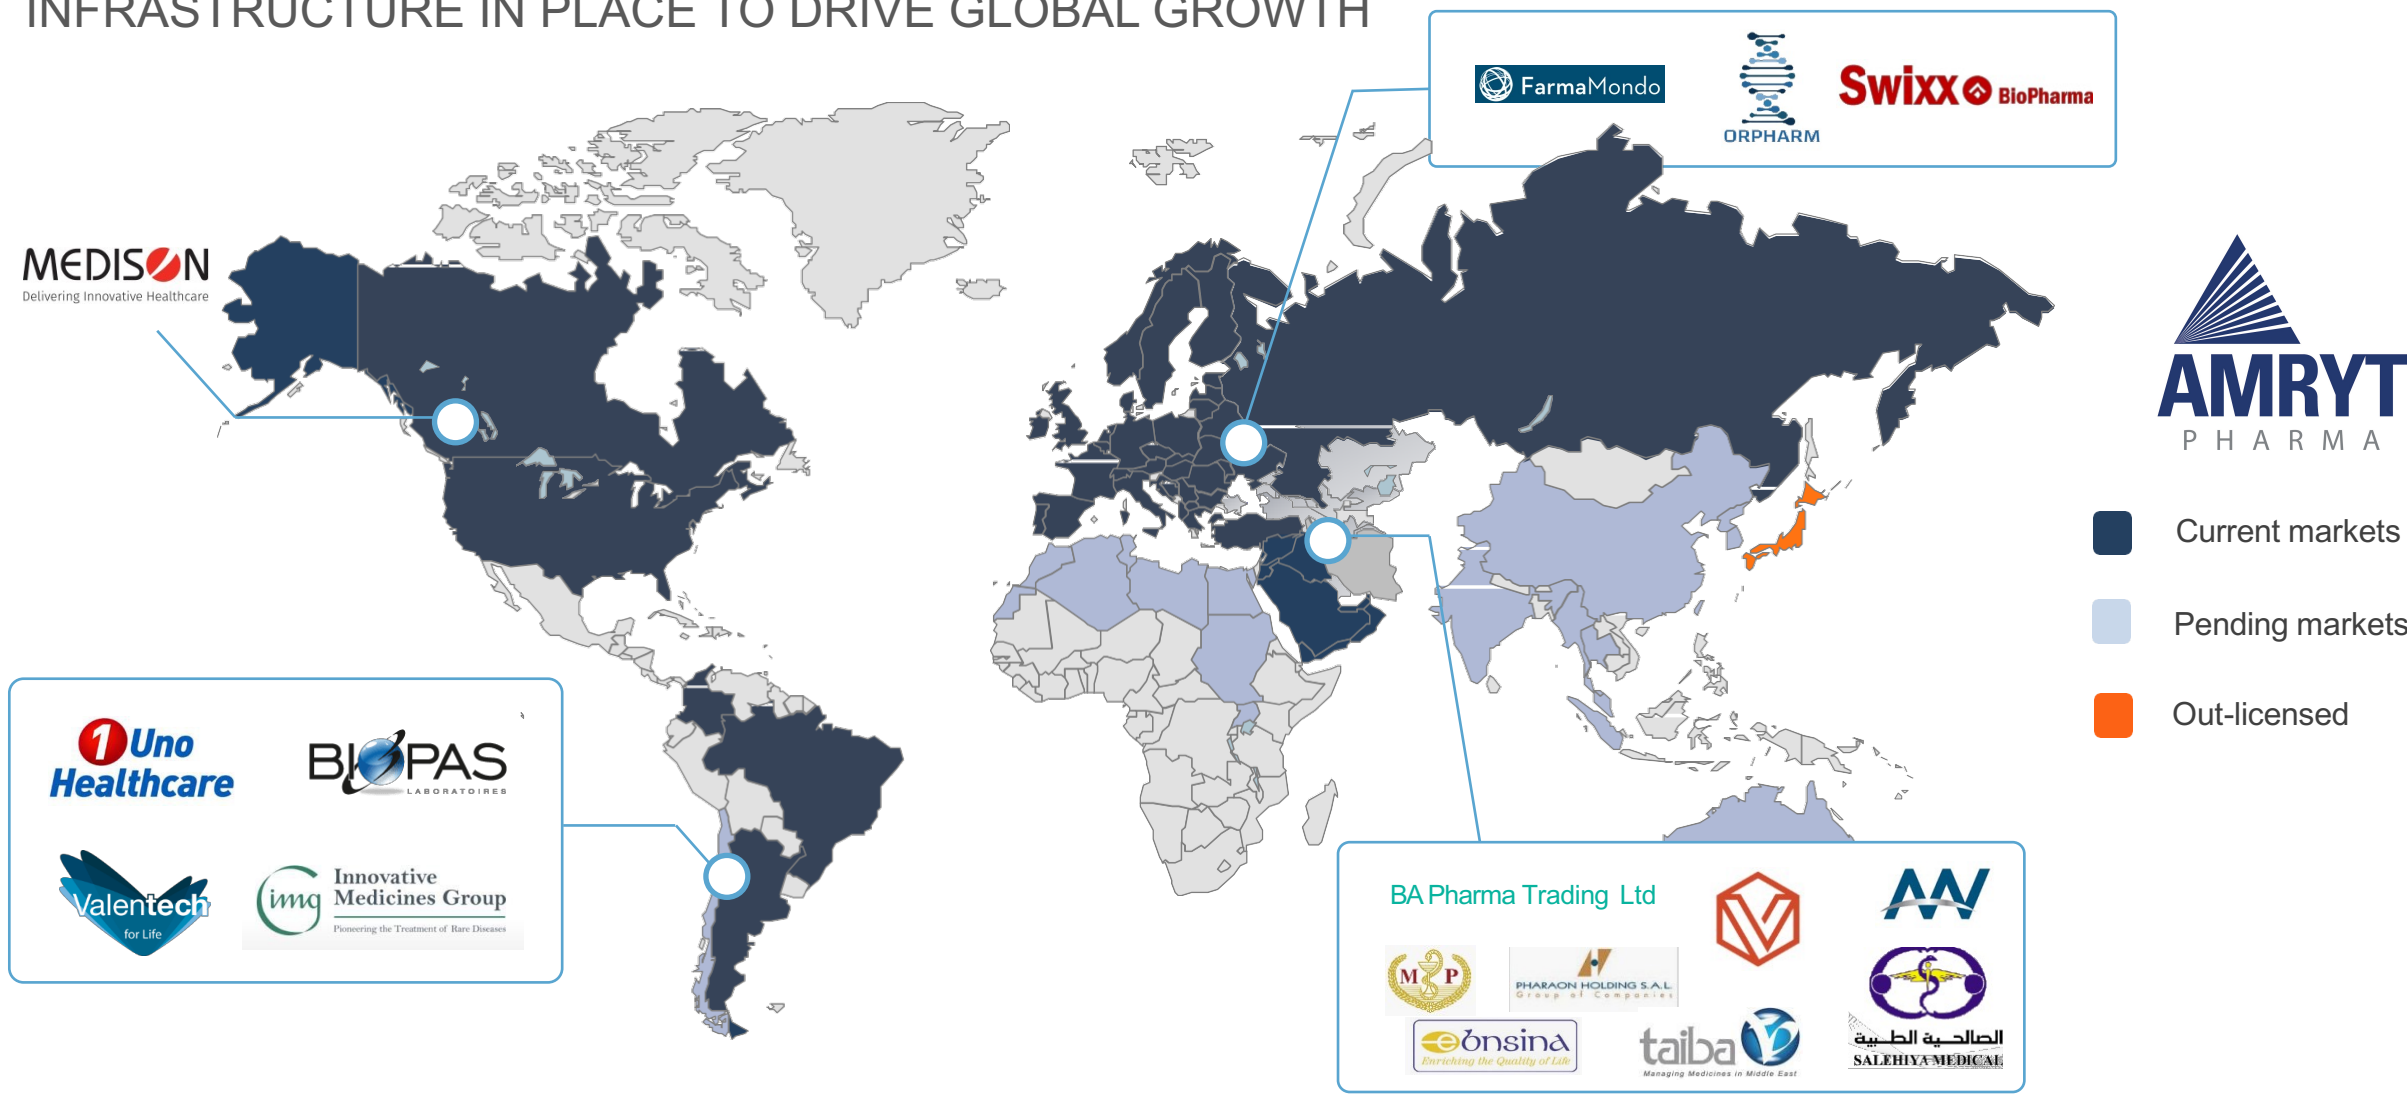 INFRASTRUCTURE IN PLACE TO DRIVE GLOBAL GROWTH
FarmaMondo
ORPHARM
Swixx BioPharma
MEDISON
Delivering Innovative Healthcare
AMRYT
PHARMA
Current markets
Pending markets
Out-licensed
1 Uno
Healthcare
BIOPAS
LABORATOIRES
Valentech
for Life
img
Innovative
Medicines Group
Pioneering the Treatment of Rare Diseases
BA Pharma Trading Ltd
M P
PHARAON HOLDING S.A.L.
Group of Companies
ebnsina
Enriching the Quality of Life
taiba
Managing Medicines in Middle East
الصالحية الطبية
SALEHIYA MEDICAL